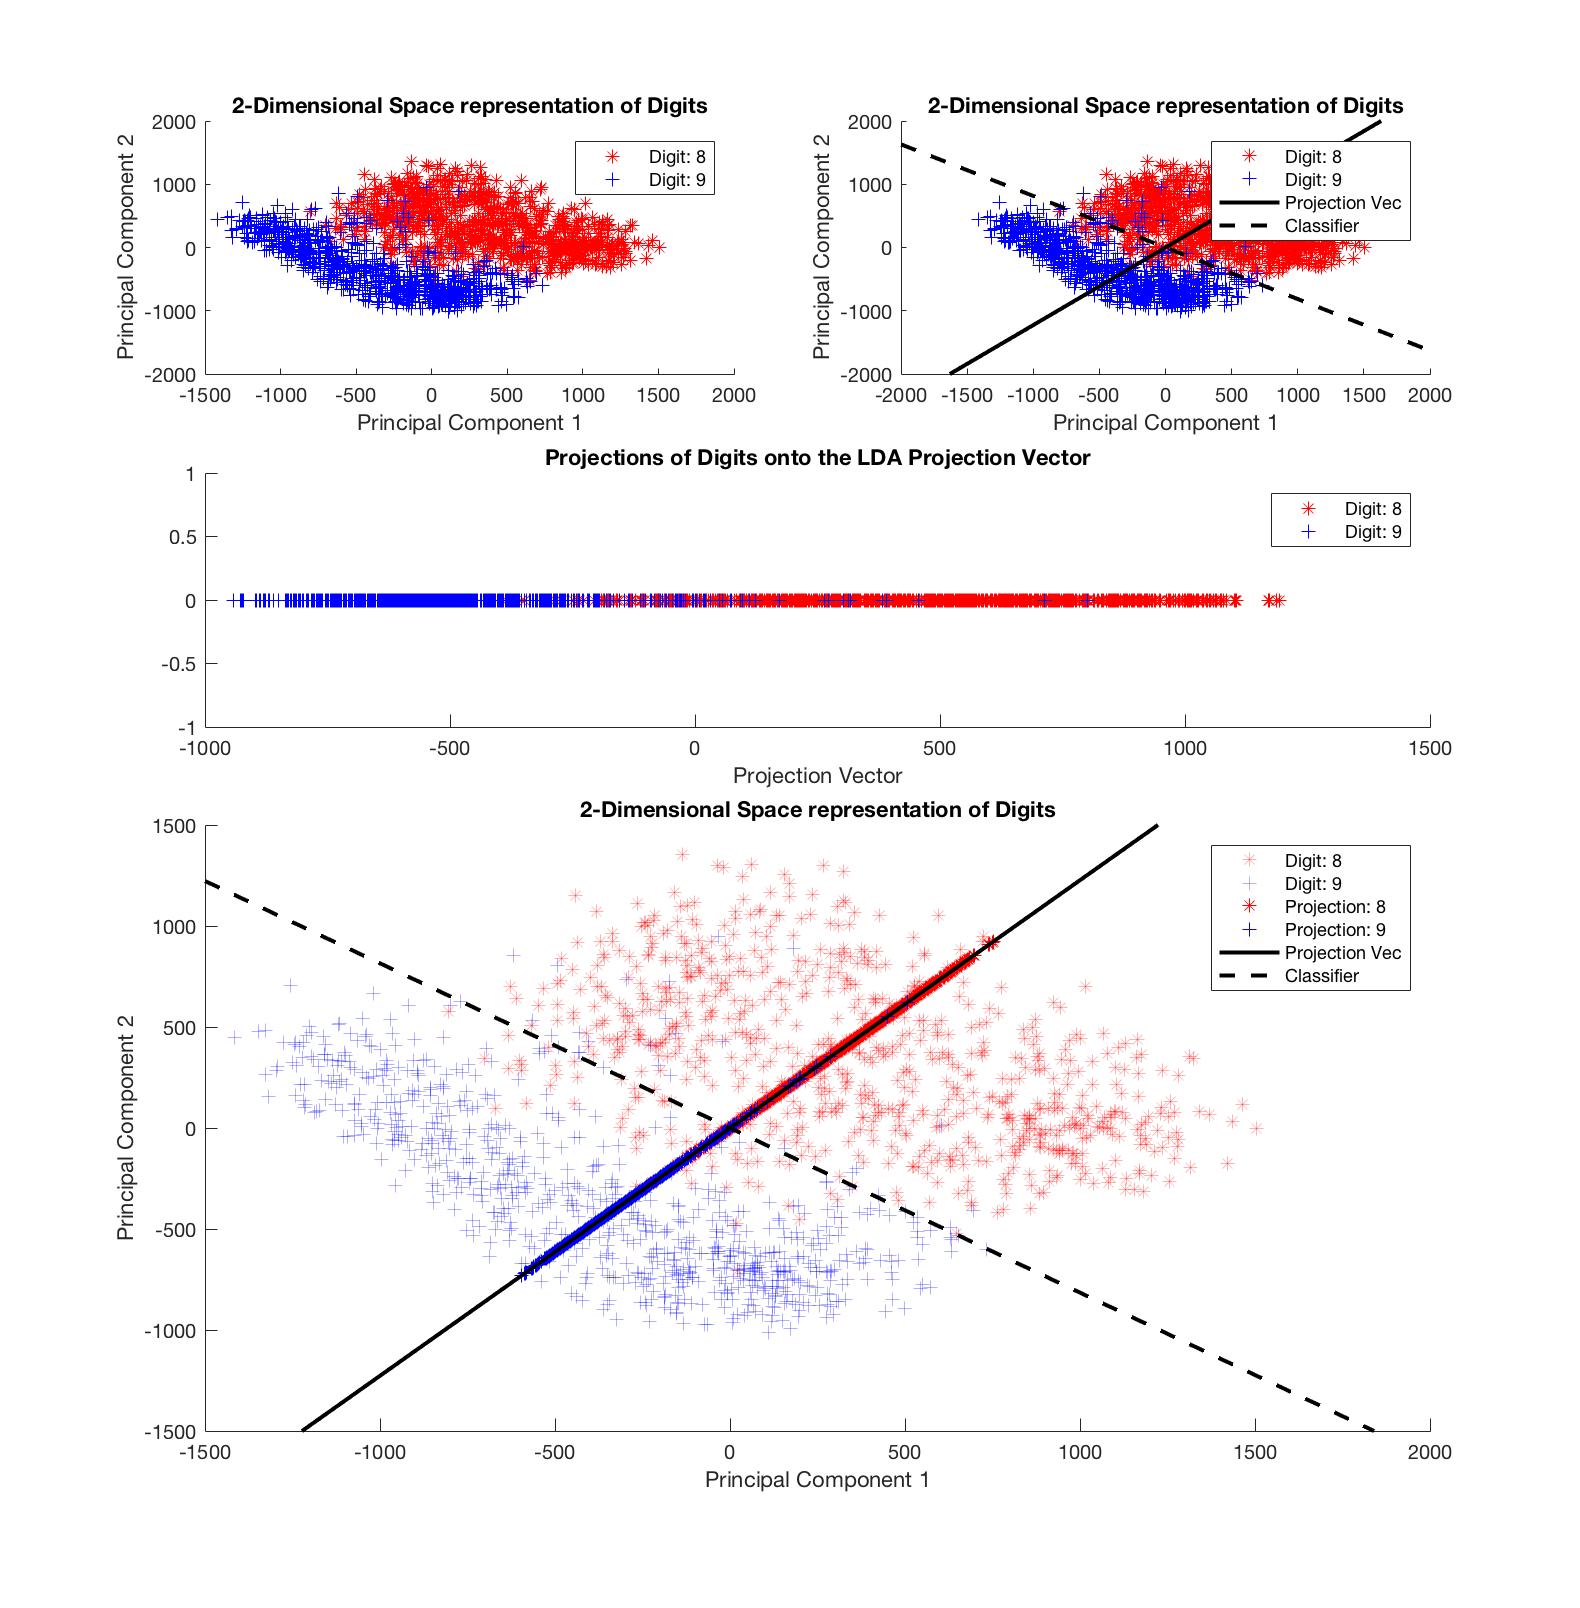 2-Dimensional Space representation of Digits
Principal Component 2
2000
1000
0
-1000
-2000
-1500 -1000 -500 0 500 1000 1500 2000
Principal Component 1
Digit: 8
Digit: 9
2-Dimensional Space representation of Digits
Principal Component 2
2000
1000
0
-1000
-2000
-2000 -1500 -1000 -500 0 500 1000 1500 2000
Principal Component 1
Digit: 8
Digit: 9
Projection Vec
Classifier
Projections of Digits onto the LDA Projection Vector
1
0.5
0
-0.5
-1
-1000 -500 0 500 1000 1500
Projection Vector
Digit: 8
Digit: 9
2-Dimensional Space representation of Digits
Principal Component 2
1500
1000
500
0
-500
-1000
-1500
-1500 -1000 -500 0 500 1000 1500 2000
Principal Component 1
Digit: 8
Digit: 9
Projection: 8
Projection: 9
Projection Vec
Classifier